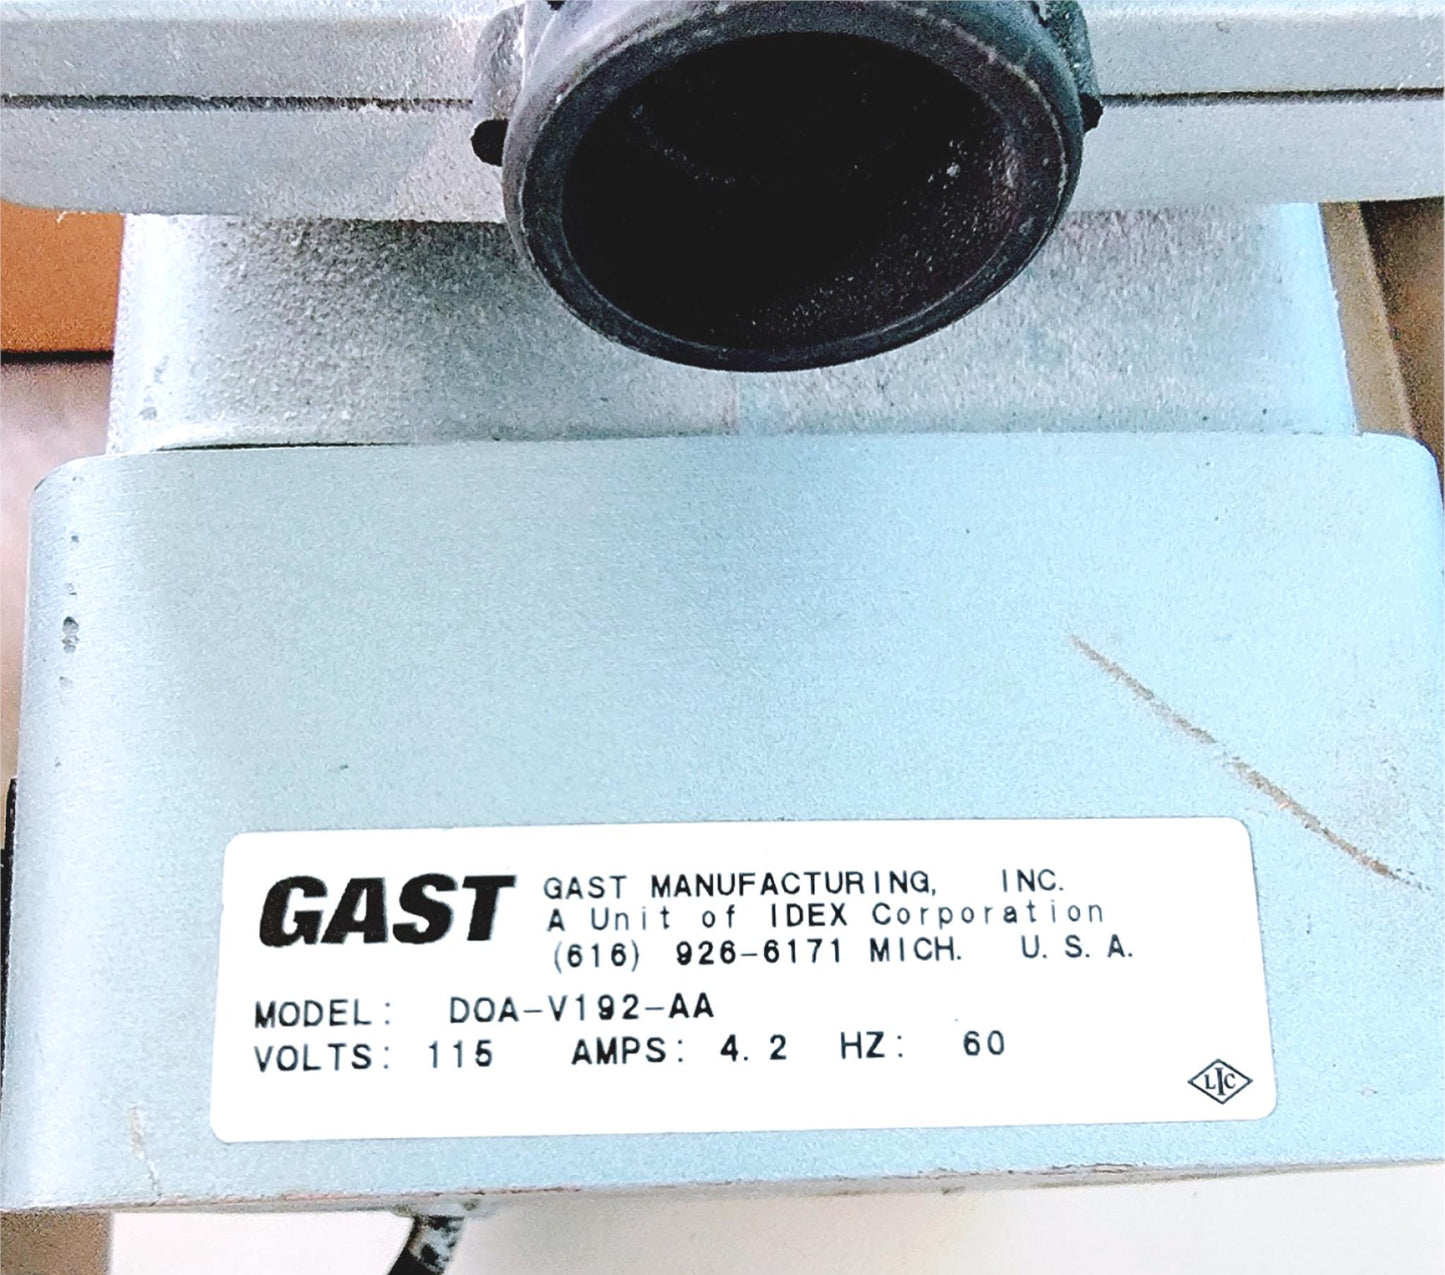 GAST GAST MANUFACTURING, INC.
A Unit of IDEX Corporation
(616) 926-6171 MICH. U. S. A.
MODEL: DOA-V192-AA
VOLTS: 115 AMPS: 4. 2 HZ: 60
LIC